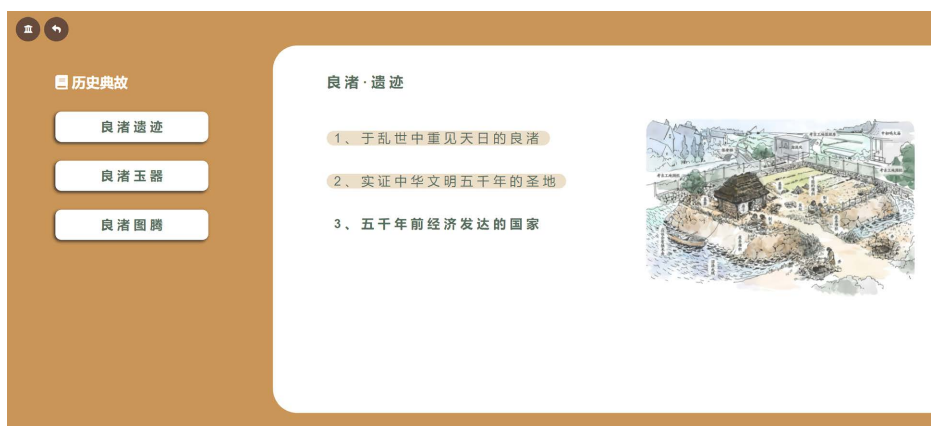 历史典故
良渚遗迹
良渚玉器
良渚图腾
良渚·遗迹
1、于乱世中重见天日的良渚
2、实证中华文明五千年的圣地
3、五千年前经济发达的国家